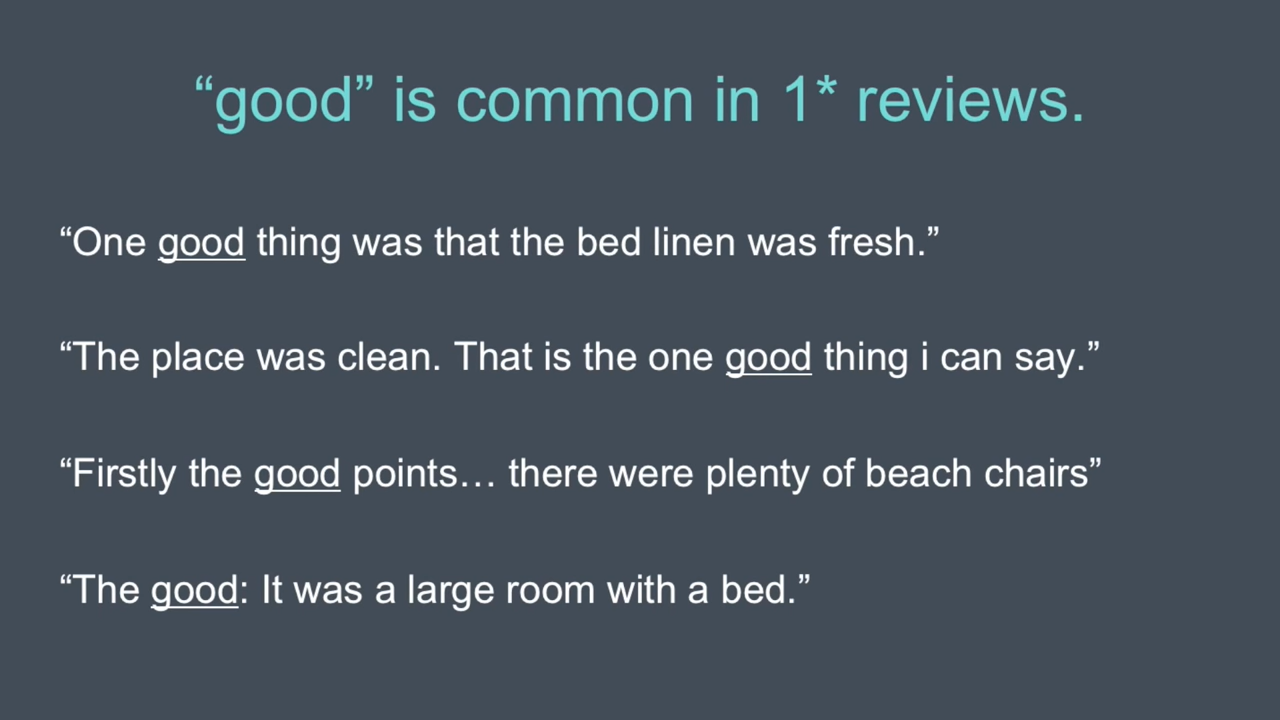 “good” is common in 1* reviews.
“One good thing was that the bed linen was fresh.”
“The place was clean. That is the one good thing i can say.”
“Firstly the good points… there were plenty of beach chairs”
“The good: It was a large room with a bed.”